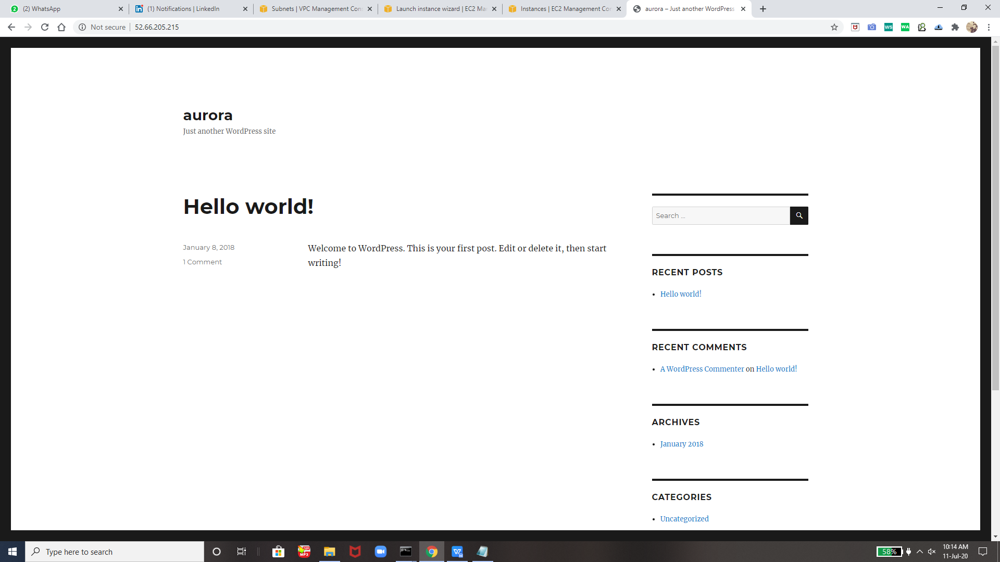 (2) WhatsApp
(1) Notifications | LinkedIn
Subnets | VPC Management Con
Launch instance wizard | EC2 Ma
Instances | EC2 Management Co
aurora – Just another WordPress
Not secure
52.66.205.215
WS
WA
aurora
Just another WordPress site
Hello world!
Search ...
January 8, 2018
1 Comment
Welcome to WordPress. This is your first post. Edit or delete it, then start
writing!
RECENT POSTS
Hello world!
RECENT COMMENTS
A WordPress Commenter on Hello world!
ARCHIVES
January 2018
CATEGORIES
Uncategorized
Type here to search
MP3
58%
10:14 AM
11-Jul-20